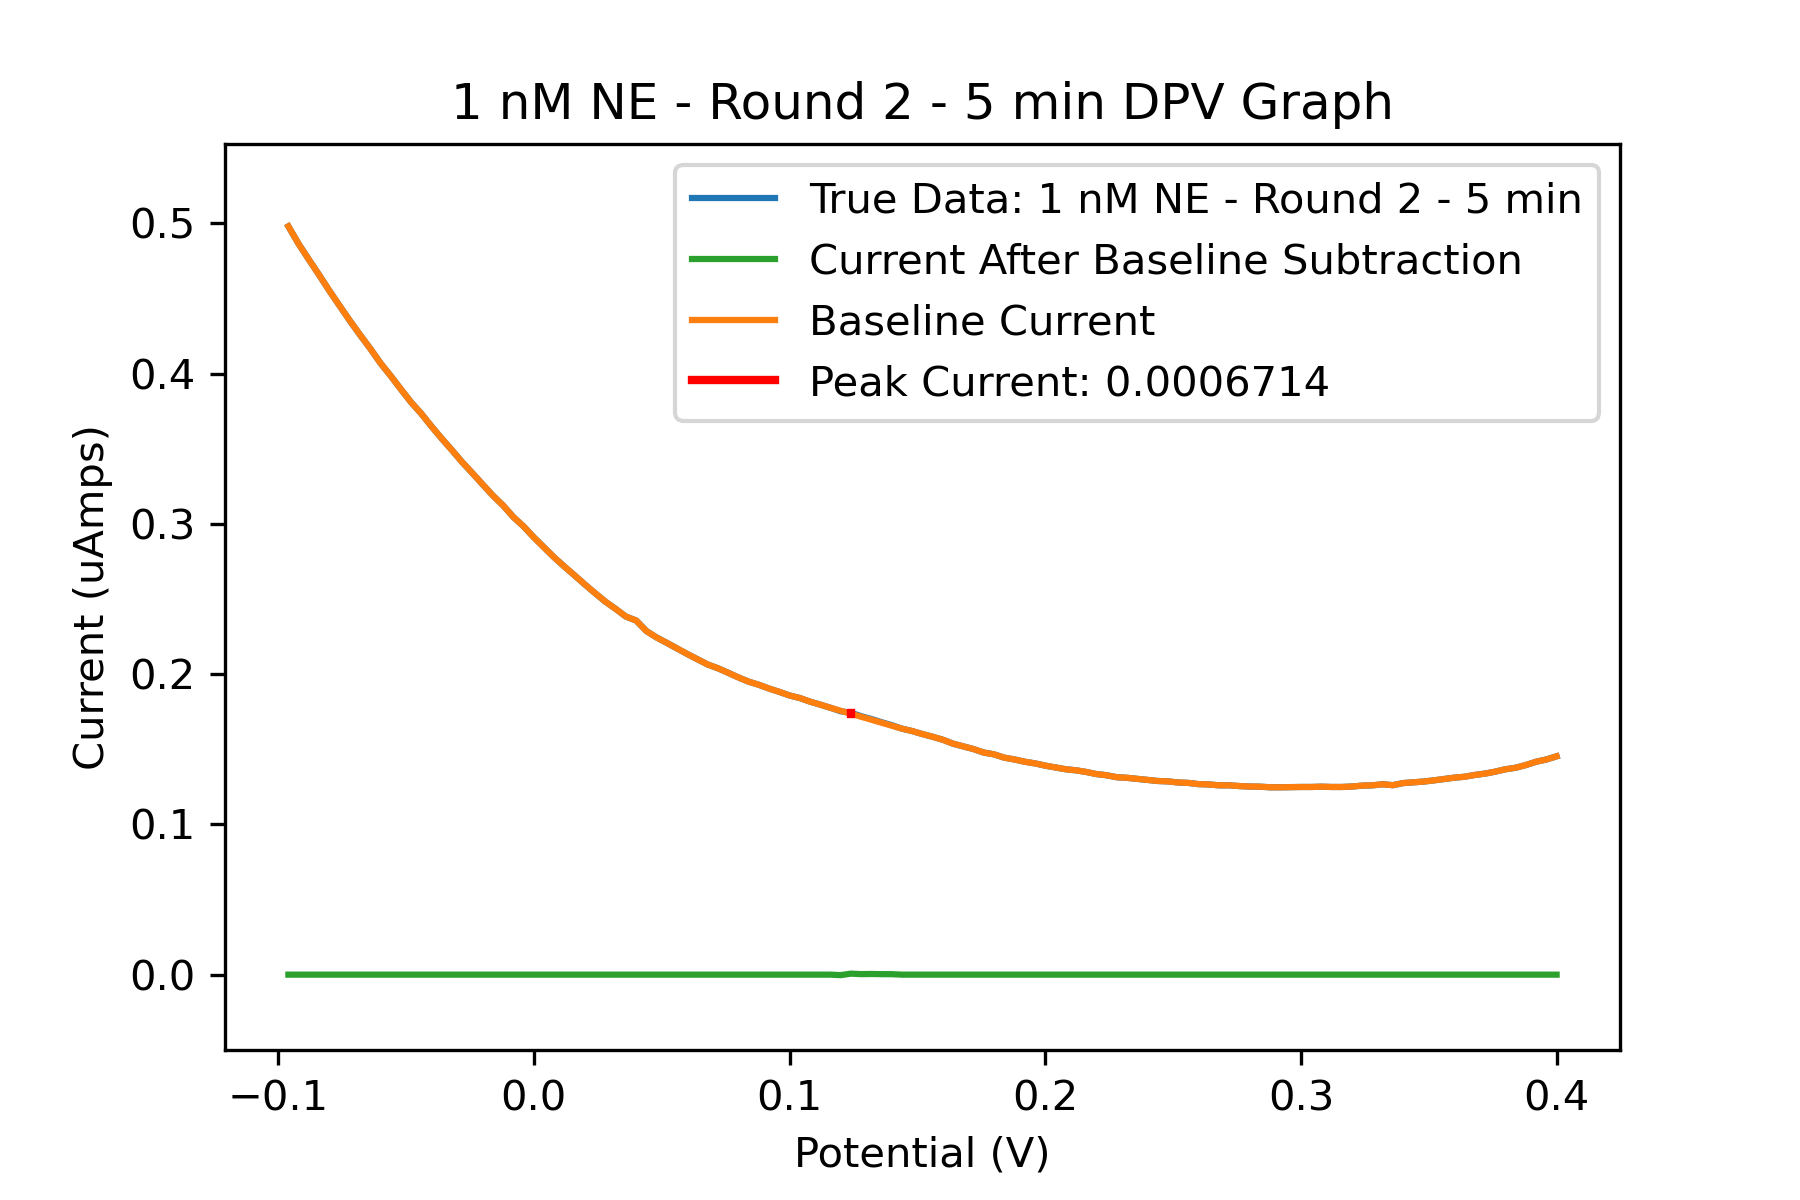 1 nM NE - Round 2 - 5 min DPV Graph
True Data: 1 nM NE - Round 2 - 5 min
Current After Baseline Subtraction
Baseline Current
Peak Current: 0.0006714
Current (uAmps)
0.5
0.4
0.3
0.2
0.1
0.0
−0.1 0.0 0.1 0.2 0.3 0.4
Potential (V)